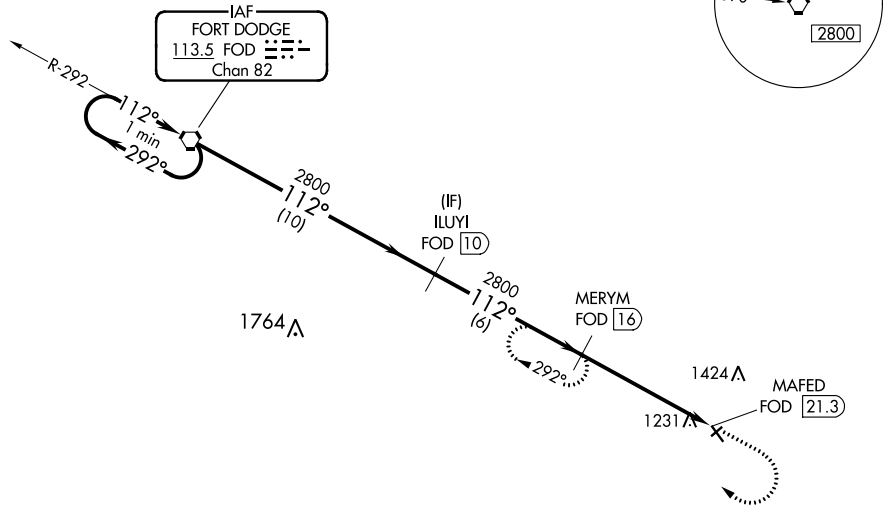 IAF
FORT DODGE
113.5 FOD
Chan 82
2800
R-292
112°
1 min
292°
2800
112°
(10)
(IF)
ILUYI
FOD 10
2800
112°
(6)
MERYM
FOD 16
292°
1764
1424
MAFED
FOD 21.3
1231